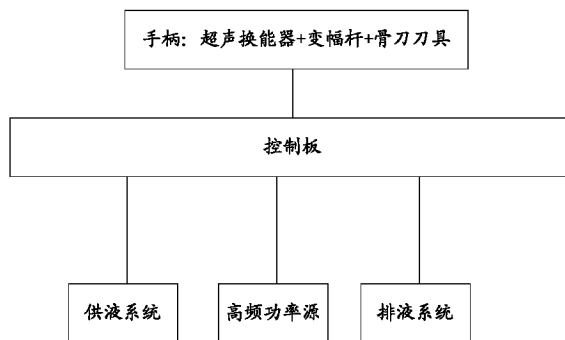 手柄：超声换能器+变幅杆+骨刀刀具
控制板
供液系统
高频功率源
排液系统